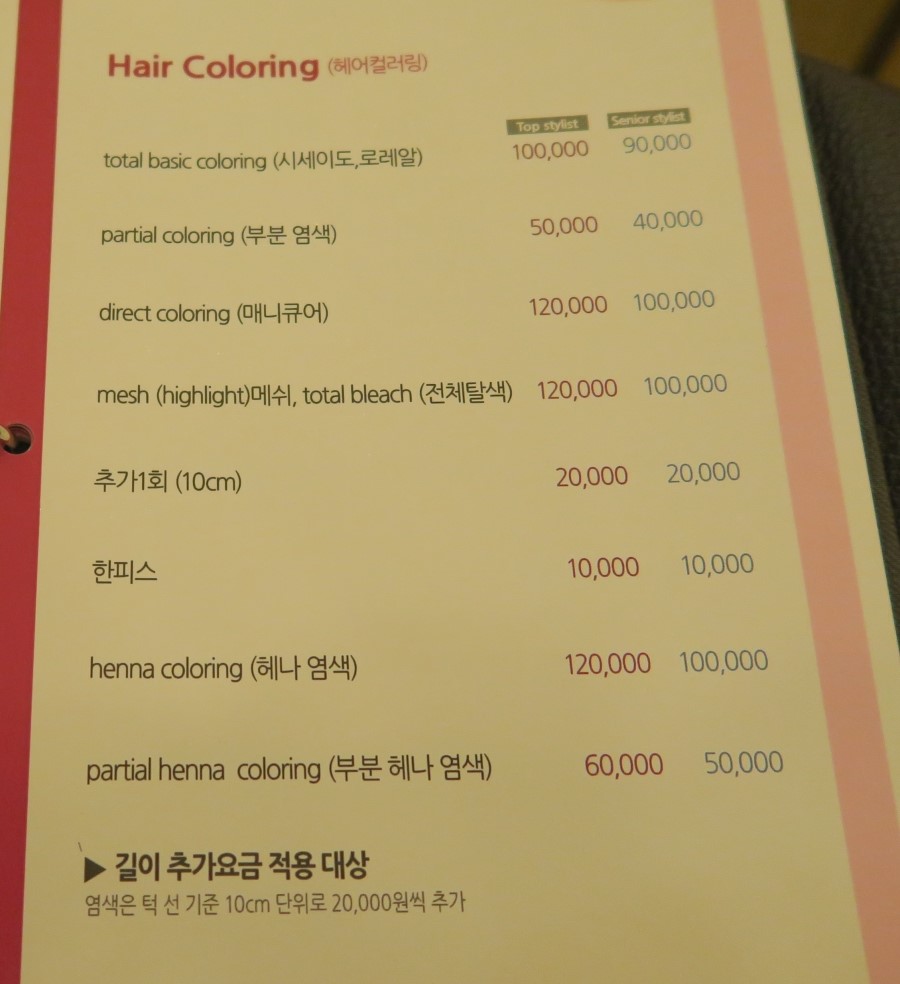 Hair Coloring (헤어컬러링)
Top stylist Senior stylist
total basic coloring (시세이도,로레알) 100,000 90,000
partial coloring (부분 염색) 50,000 40,000
direct coloring (매니큐어) 120,000 100,000
mesh (highlight)메쉬, total bleach (전체탈색) 120,000 100,000
추가1회 (10cm) 20,000 20,000
한피스 10,000 10,000
henna coloring (헤나 염색) 120,000 100,000
partial henna coloring (부분 헤나 염색) 60,000 50,000
▶ 길이 추가요금 적용 대상
염색은 턱 선 기준 10cm 단위로 20,000원씩 추가